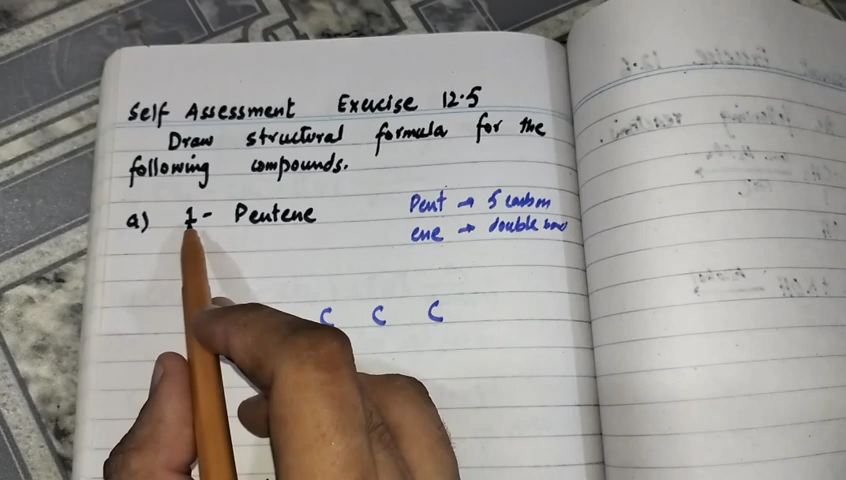 Self Assessment Exercise 12.5
Draw structural formula for the
following compounds.
a) 1- Pentene
Pent → 5 carbon
ene → double
C C C